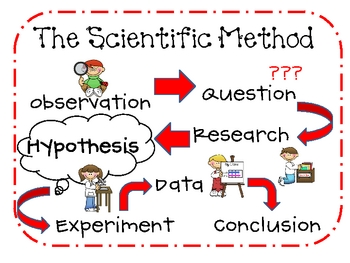 The Scientific Method
Observation
???
Question
Research
Hypothesis
Experiment
Data
Conclusion